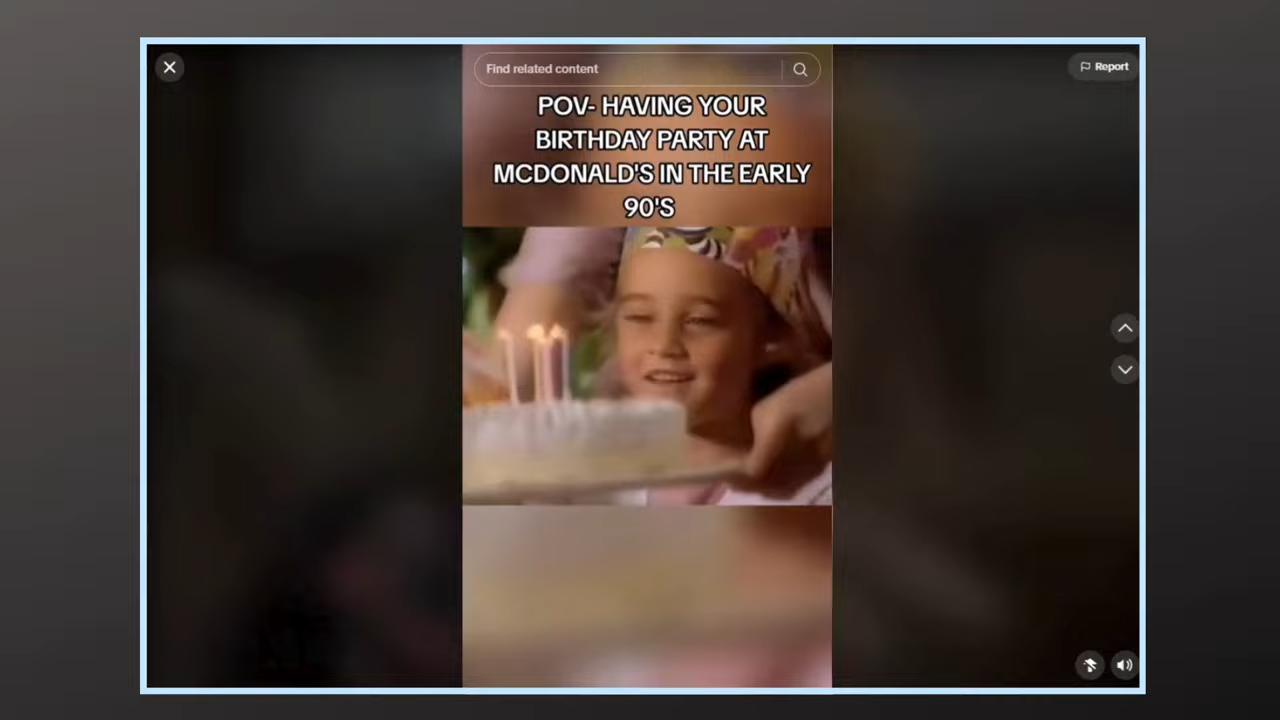 Find related content
Report
POV- HAVING YOUR
BIRTHDAY PARTY AT
MCDONALD'S IN THE EARLY
90'S